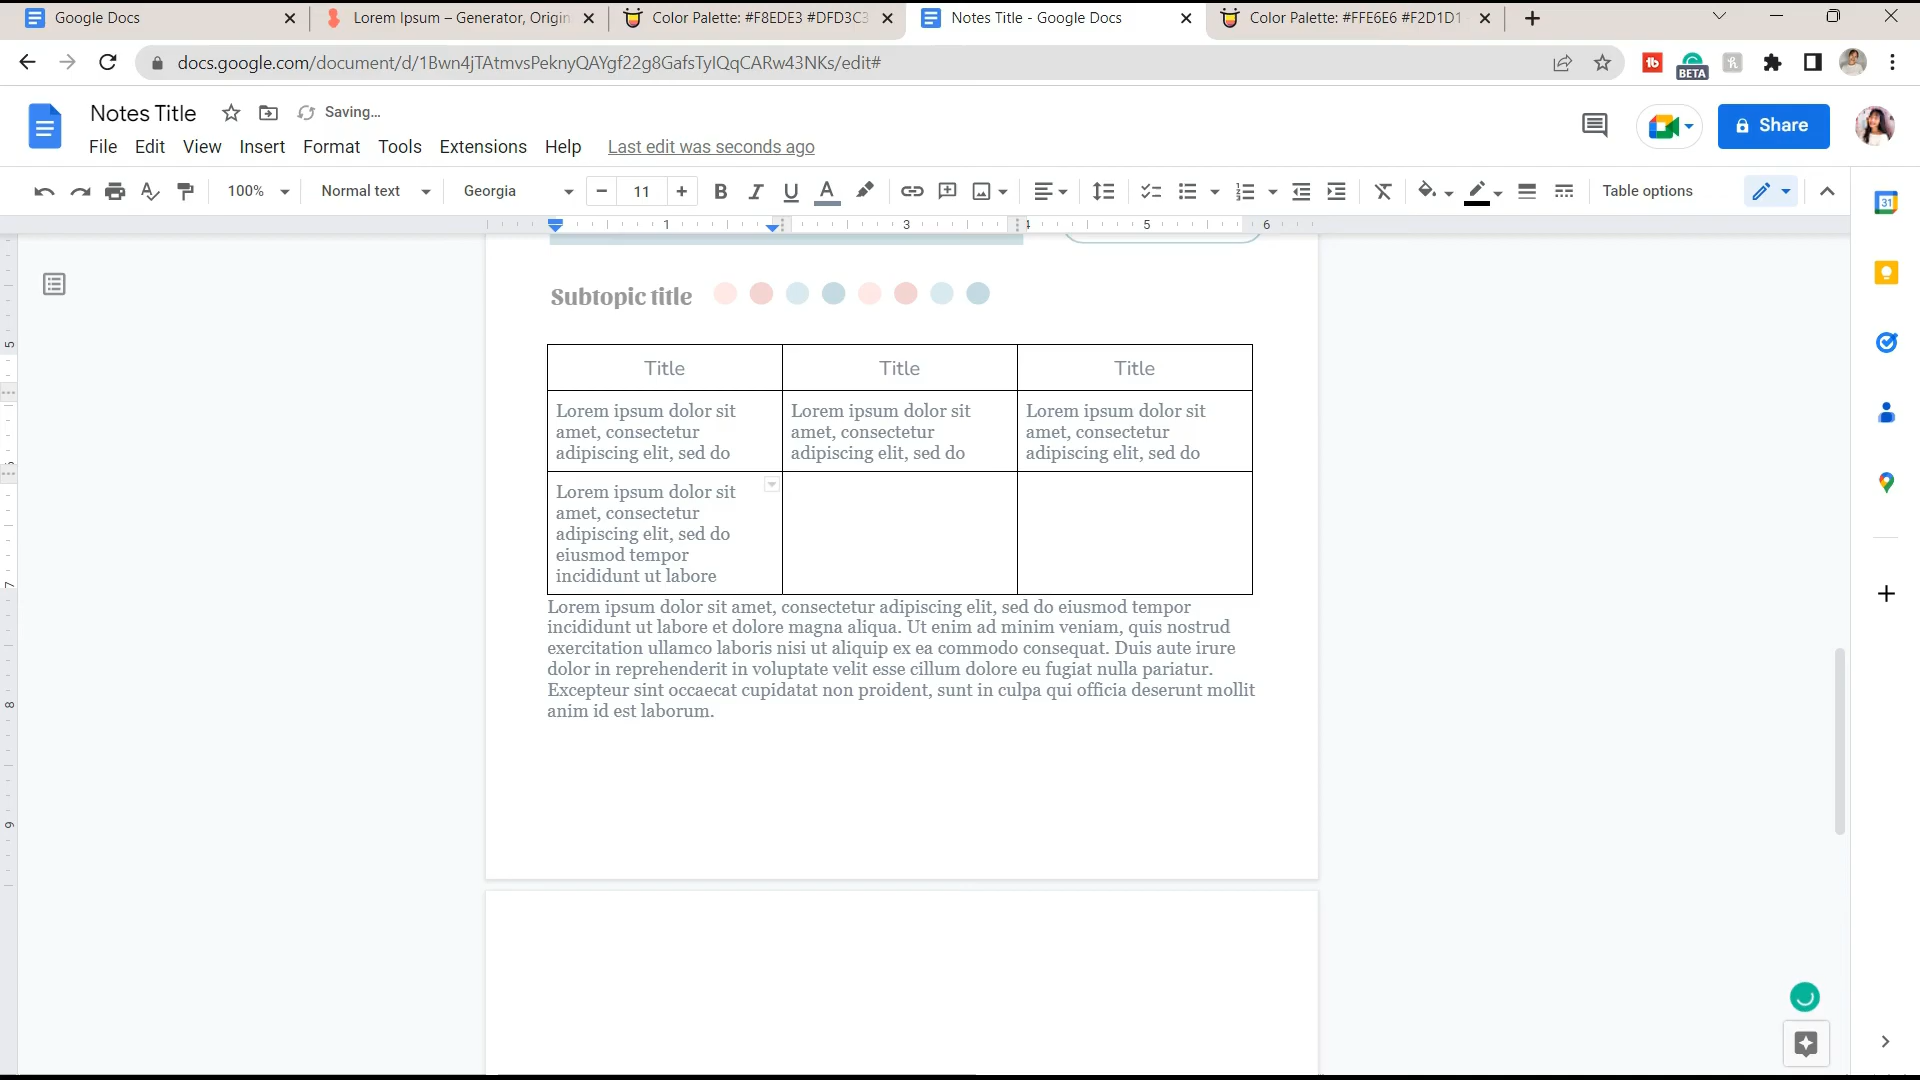 Google Docs
Lorem Ipsum – Generator, Origin
Color Palette: #F8EDE3 #DFD3C3
Notes Title - Google Docs
Color Palette: #FFE6E6 #F2D1D1
docs.google.com/document/d/1Bwn4jTAtmvsPeknyQAYgf22g8GafsTylQqCARw43NKs/edit#
BETA
Notes Title
Saving...
Share
File Edit View Insert Format Tools Extensions Help Last edit was seconds ago
100% Normal text Georgia 11 Table options
31
1 3 4 5 6
Subtopic title
Title Title Title
Lorem ipsum dolor sit
amet, consectetur
adipiscing elit, sed do
Lorem ipsum dolor sit
amet, consectetur
adipiscing elit, sed do
Lorem ipsum dolor sit
amet, consectetur
adipiscing elit, sed do
Lorem ipsum dolor sit
amet, consectetur
adipiscing elit, sed do
eiusmod tempor
incididunt ut labore
Lorem ipsum dolor sit amet, consectetur adipiscing elit, sed do eiusmod tempor
incididunt ut labore et dolore magna aliqua. Ut enim ad minim veniam, quis nostrud
exercitation ullamco laboris nisi ut aliquip ex ea commodo consequat. Duis aute irure
dolor in reprehenderit in voluptate velit esse cillum dolore eu fugiat nulla pariatur.
Excepteur sint occaecat cupidatat non proident, sunt in culpa qui officia deserunt mollit
anim id est laborum.
5
7
8
9